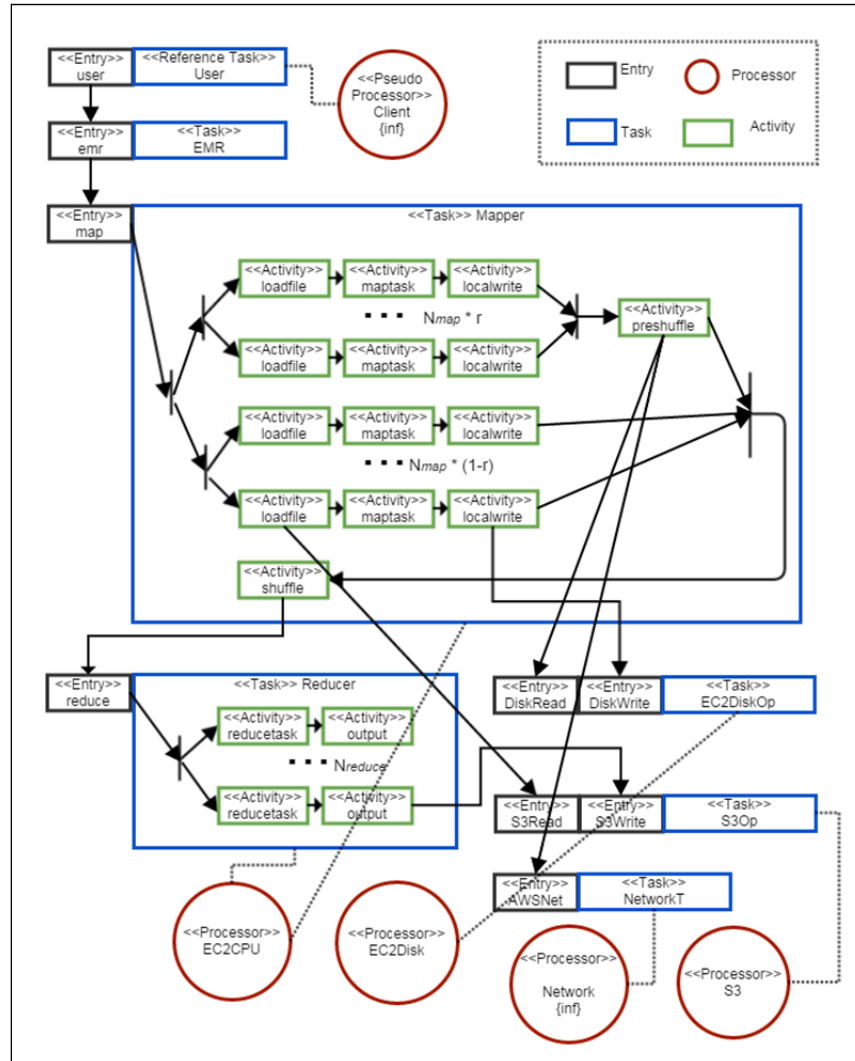 <<Entry>>
user
<<Reference Task>>
User
<<Pseudo
Processor>>
Client
{inf}
Entry
Processor
Task
Activity
<<Entry>>
emr
<<Task>>
EMR
<<Entry>>
map
<<Task>> Mapper
<<Activity>>
loadfile
<<Activity>>
maptask
<<Activity>>
localwrite
... Nmap * r
<<Activity>>
preshuffle
<<Activity>>
loadfile
<<Activity>>
maptask
<<Activity>>
localwrite
<<Activity>>
loadfile
<<Activity>>
maptask
<<Activity>>
localwrite
... Nmap * (1-r)
<<Activity>>
loadfile
<<Activity>>
maptask
<<Activity>>
localwrite
<<Activity>>
shuffle
<<Entry>>
reduce
<<Task>> Reducer
<<Activity>>
reducetask
<<Activity>>
output
... Nreduce
<<Activity>>
reducetask
<<Activity>>
output
<<Entry>>
DiskRead
<<Entry>>
DiskWrite
<<Task>>
EC2DiskOp
<<Entry>>
S3Read
<<Entry>>
S3Write
<<Task>>
S3Op
<<Entry>>
AWSNet
<<Task>>
NetworkT
<<Processor>>
EC2CPU
<<Processor>>
EC2Disk
<<Processor>>
Network
{inf}
<<Processor>>
S3